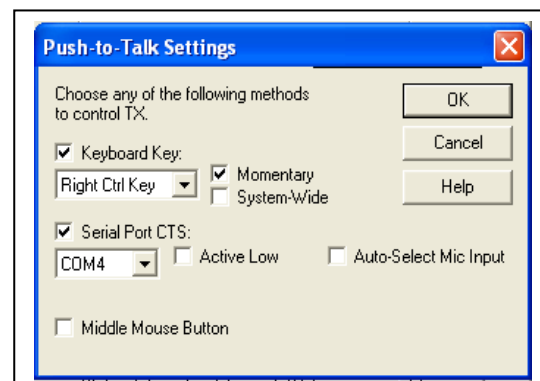 Push-to-Talk Settings
Choose any of the following methods
to control TX.
OK
Cancel
Help
Keyboard Key:
Right Ctrl Key
Momentary
System-Wide
Serial Port CTS:
COM4
Active Low
Auto-Select Mic Input
Middle Mouse Button